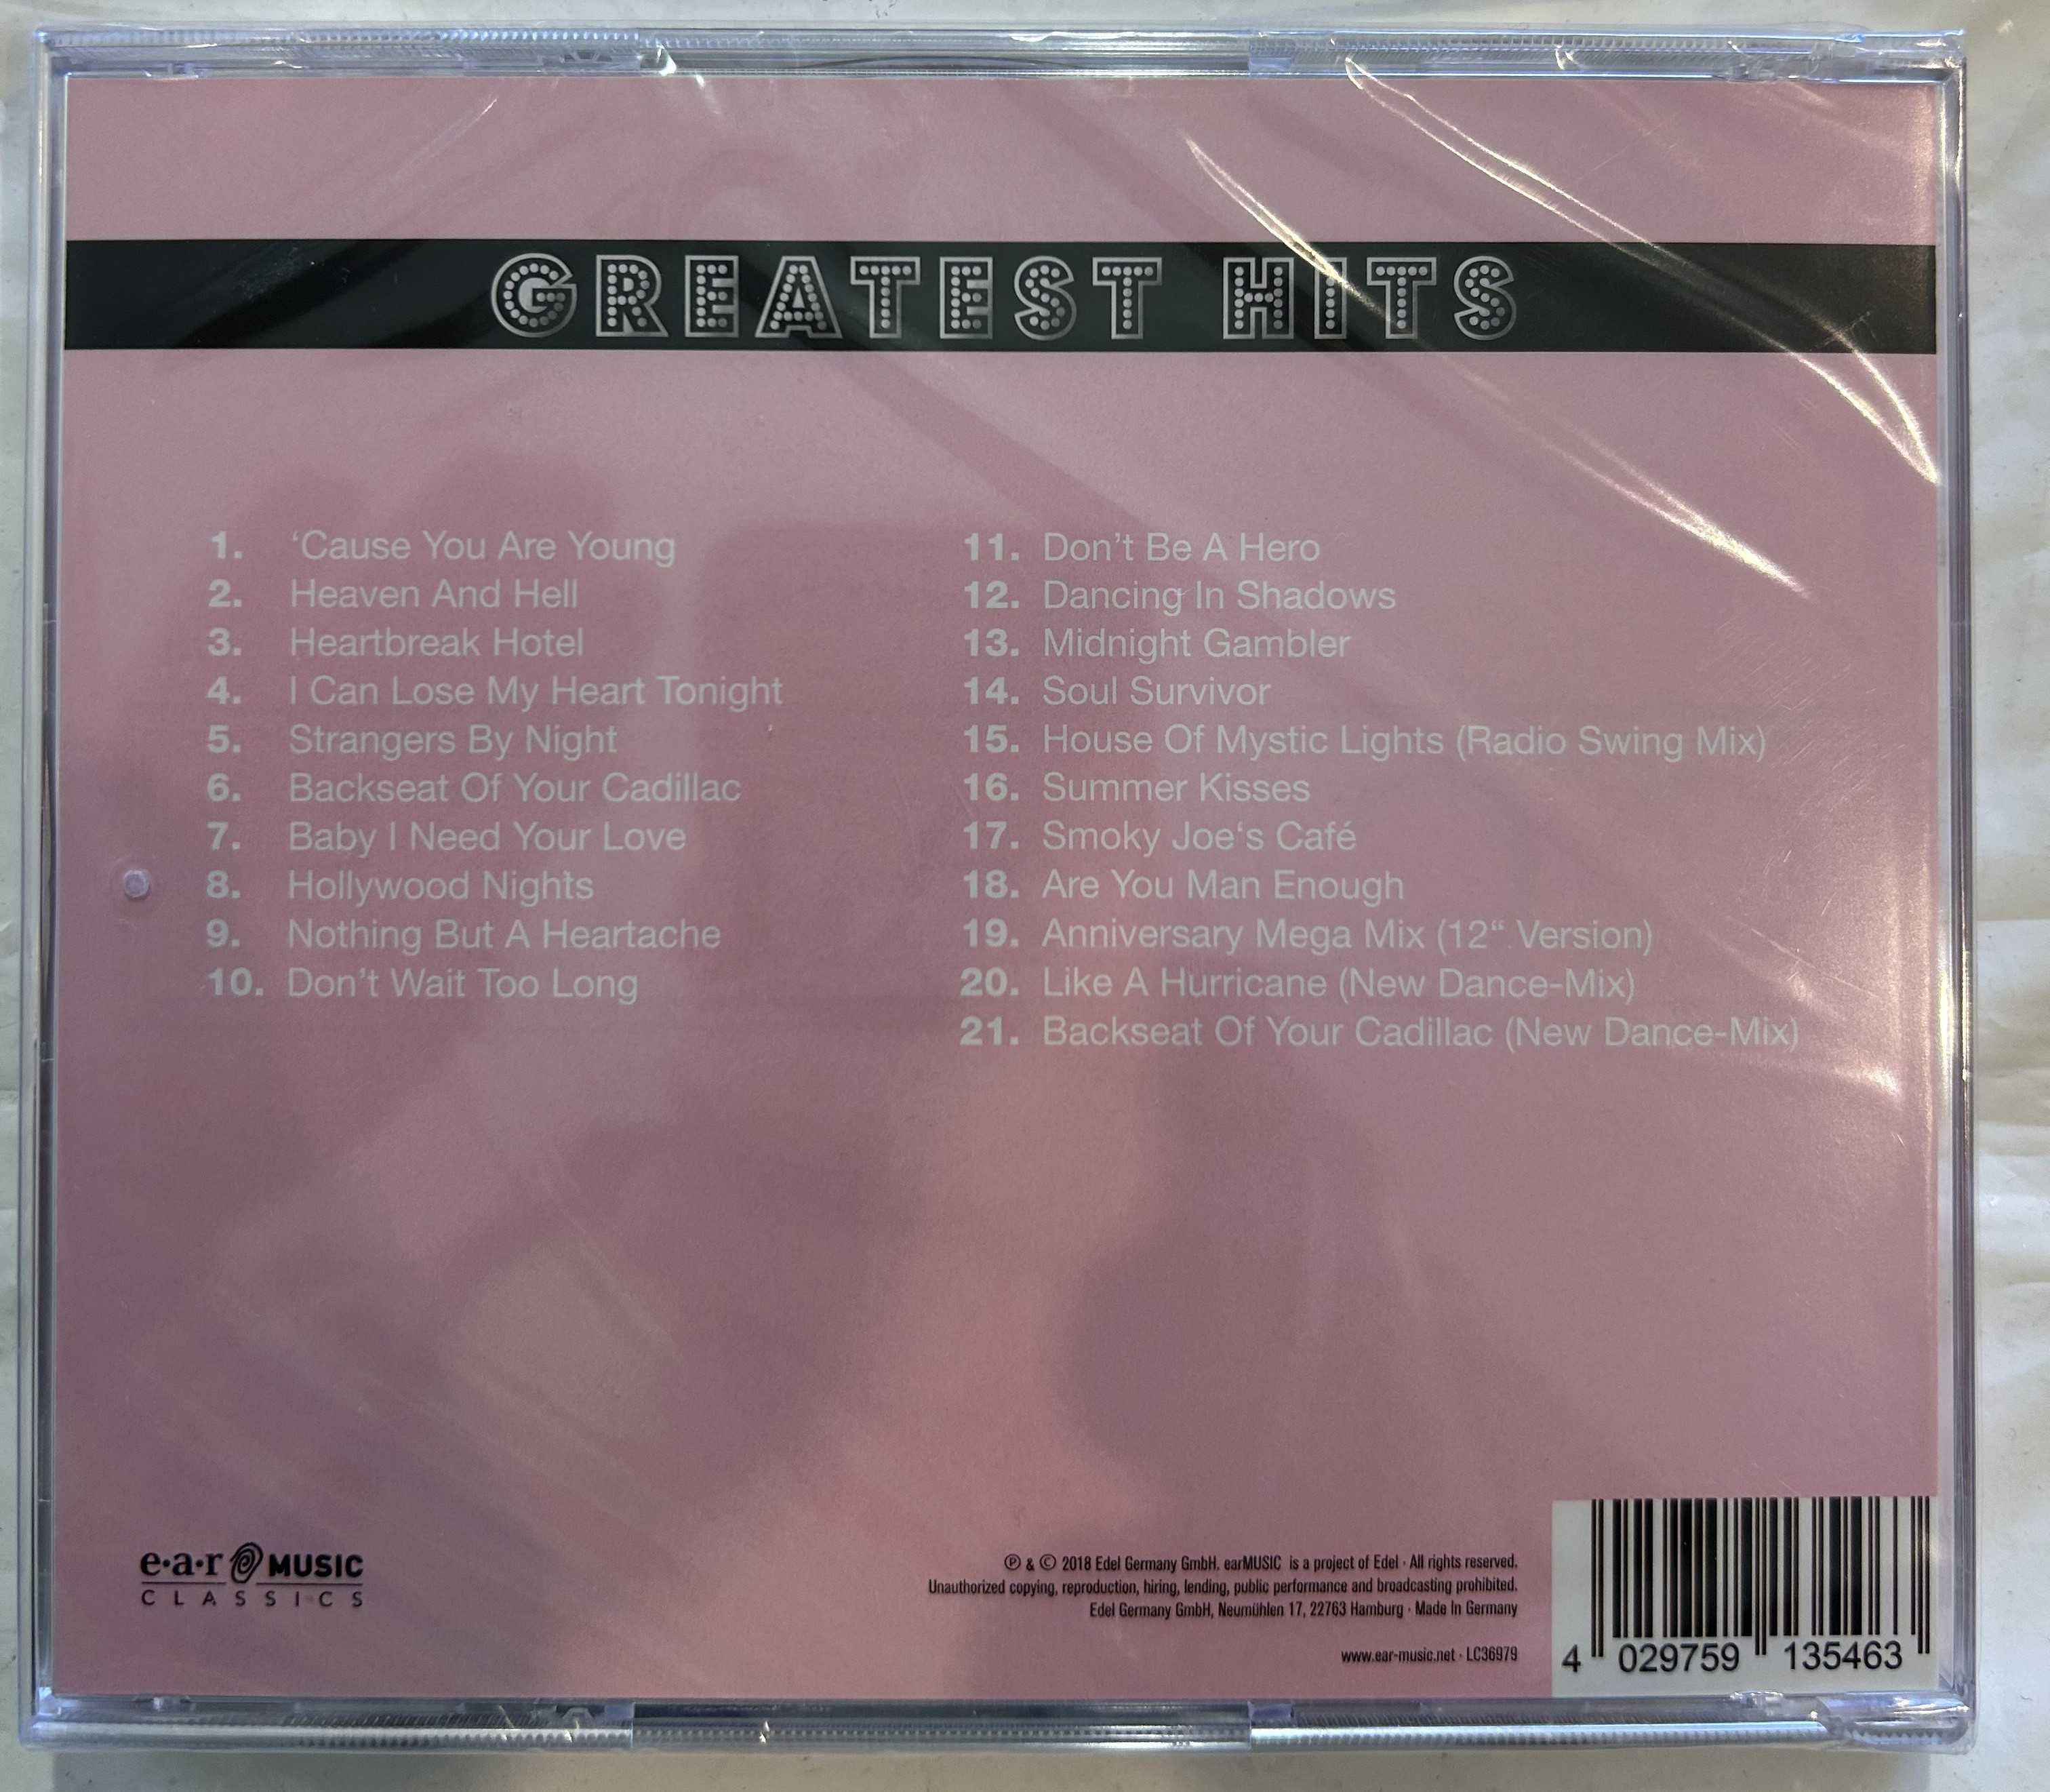 GREATEST HITS
1. ‘Cause You Are Young
2. Heaven And Hell
3. Heartbreak Hotel
4. I Can Lose My Heart Tonight
5. Strangers By Night
6. Backseat Of Your Cadillac
7. Baby I Need Your Love
8. Hollywood Nights
9. Nothing But A Heartache
10. Don’t Wait Too Long
11. Don’t Be A Hero
12. Dancing In Shadows
13. Midnight Gambler
14. Soul Survivor
15. House Of Mystic Lights (Radio Swing Mix)
16. Summer Kisses
17. Smoky Joe‘s Café
18. Are You Man Enough
19. Anniversary Mega Mix (12“ Version)
20. Like A Hurricane (New Dance-Mix)
21. Backseat Of Your Cadillac (New Dance-Mix)
e·a·r MUSIC
CLASSICS
℗ & © 2018 Edel Germany GmbH. earMUSIC is a project of Edel · All rights reserved.
Unauthorized copying, reproduction, hiring, lending, public performance and broadcasting prohibited.
Edel Germany GmbH, Neumühlen 17, 22763 Hamburg · Made In Germany
www.ear-music.net · LC36979
4 029759 135463